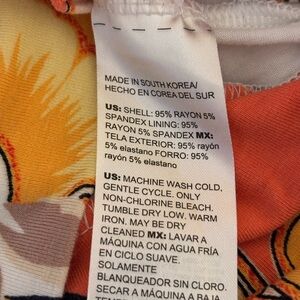 MADE IN SOUTH KOREA/
HECHO EN COREA DEL SUR
US: SHELL: 95% RAYON 5%
SPANDEX LINING: 95%
RAYON 5% SPANDEX MX:
TELA EXTERIOR: 95% rayón
5% elastano FORRO: 95%
rayón 5% elastano
US: MACHINE WASH COLD,
GENTLE CYCLE. ONLY
NON-CHLORINE BLEACH.
TUMBLE DRY LOW. WARM
IRON. MAY BE DRY
CLEANED MX: LAVAR A
MÁQUINA CON AGUA FRÍA
EN CICLO SUAVE.
SOLAMENTE
BLANQUEADOR SIN CLORO.
SECAR A MÁQUINA A BAJA